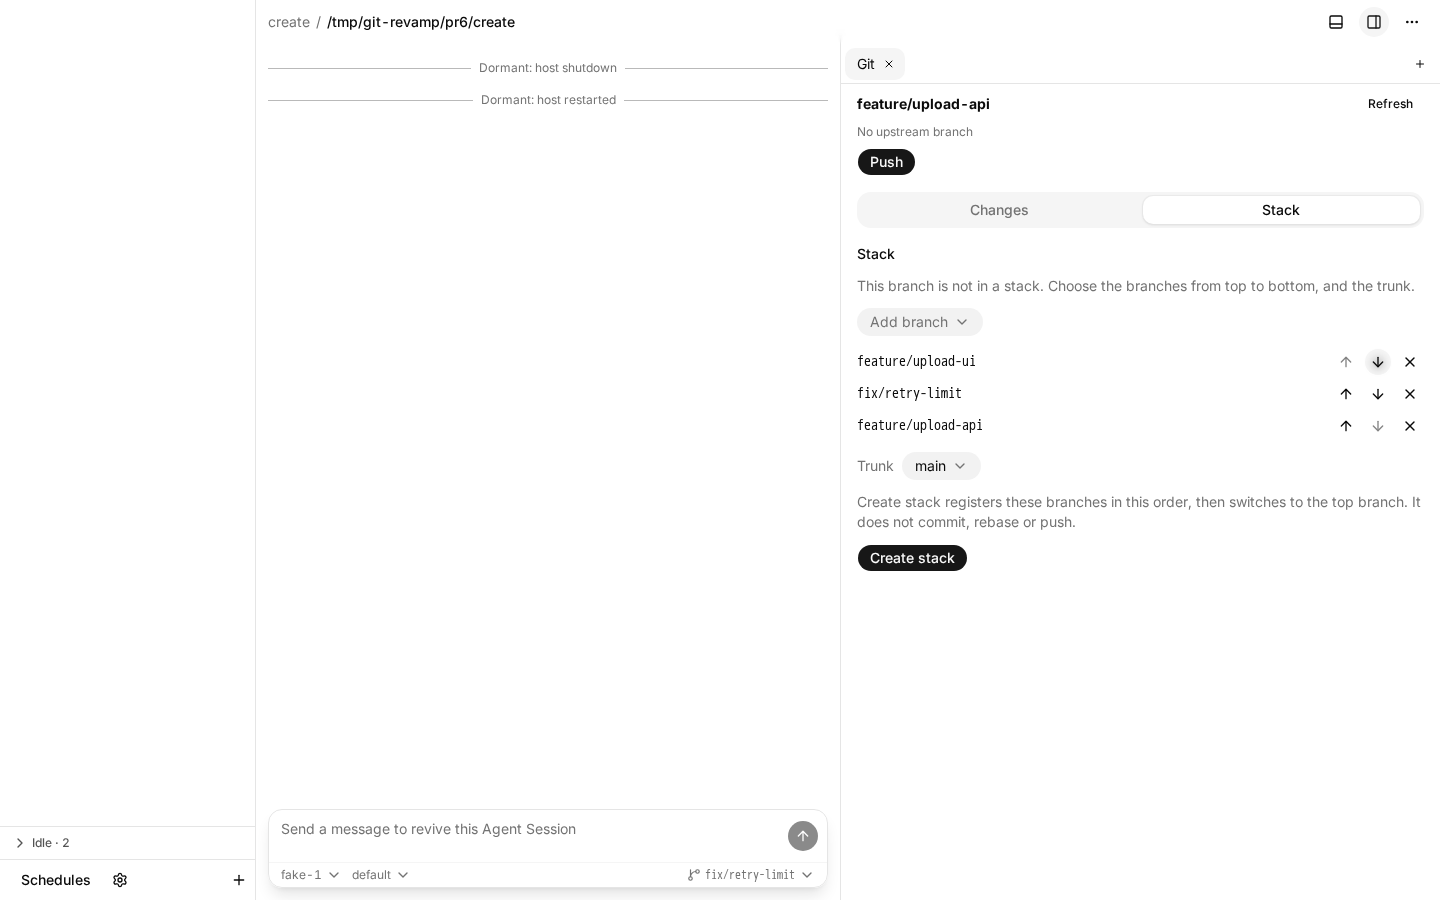 create / /tmp/git-revamp/pr6/create
Dormant: host shutdown
Dormant: host restarted
Git
feature/upload-api
Refresh
No upstream branch
Push
Changes
Stack
Stack
This branch is not in a stack. Choose the branches from top to bottom, and the trunk.
Add branch
feature/upload-ui
fix/retry-limit
feature/upload-api
Trunk main
Create stack registers these branches in this order, then switches to the top branch. It
does not commit, rebase or push.
Create stack
Send a message to revive this Agent Session
fake-1
default
fix/retry-limit
Idle · 2
Schedules